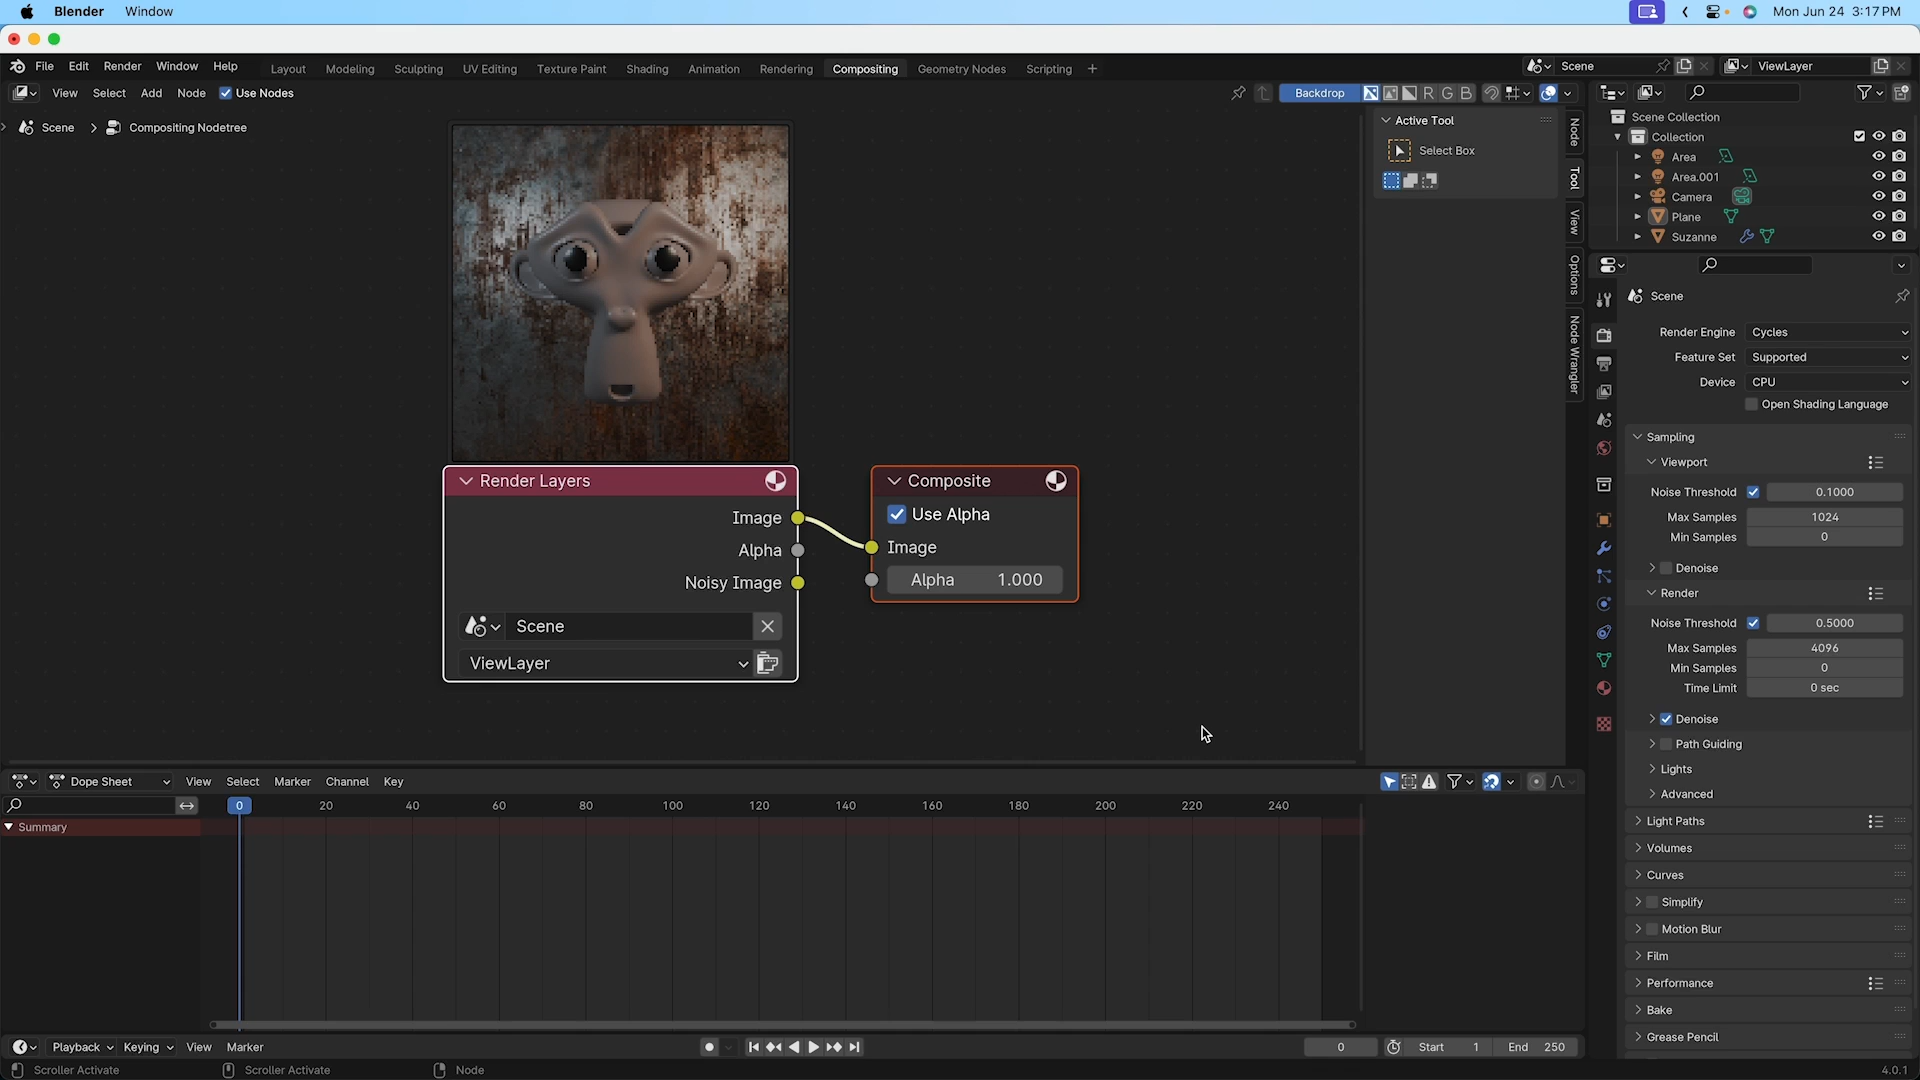 Blender Window Mon Jun 24 3:17 PM
File Edit Render Window Help Layout Modeling Sculpting UV Editing Texture Paint Shading Animation Rendering Compositing Geometry Nodes Scripting + Scene ViewLayer
View Select Add Node Use Nodes Backdrop R G B
Scene > Compositing Nodetree
Active Tool
Select Box
Node
Tool
View
Options
Node Wrangler
Render Layers
Image
Alpha
Noisy Image
Scene
ViewLayer
Composite
Use Alpha
Image
Alpha 1.000
Scene Collection
Collection
Area
Area.001
Camera
Plane
Suzanne
Scene
Render Engine Cycles
Feature Set Supported
Device CPU
Open Shading Language
Sampling
Viewport
Noise Threshold 0.1000
Max Samples 1024
Min Samples 0
Denoise
Render
Noise Threshold 0.5000
Max Samples 4096
Min Samples 0
Time Limit 0 sec
Denoise
Path Guiding
Lights
Advanced
Light Paths
Volumes
Curves
Simplify
Motion Blur
Film
Performance
Bake
Grease Pencil
Dope Sheet View Select Marker Channel Key
0 20 40 60 80 100 120 140 160 180 200 220 240
Summary
Playback Keying View Marker 0 Start 1 End 250
Scroller Activate Scroller Activate Node 4.0.1